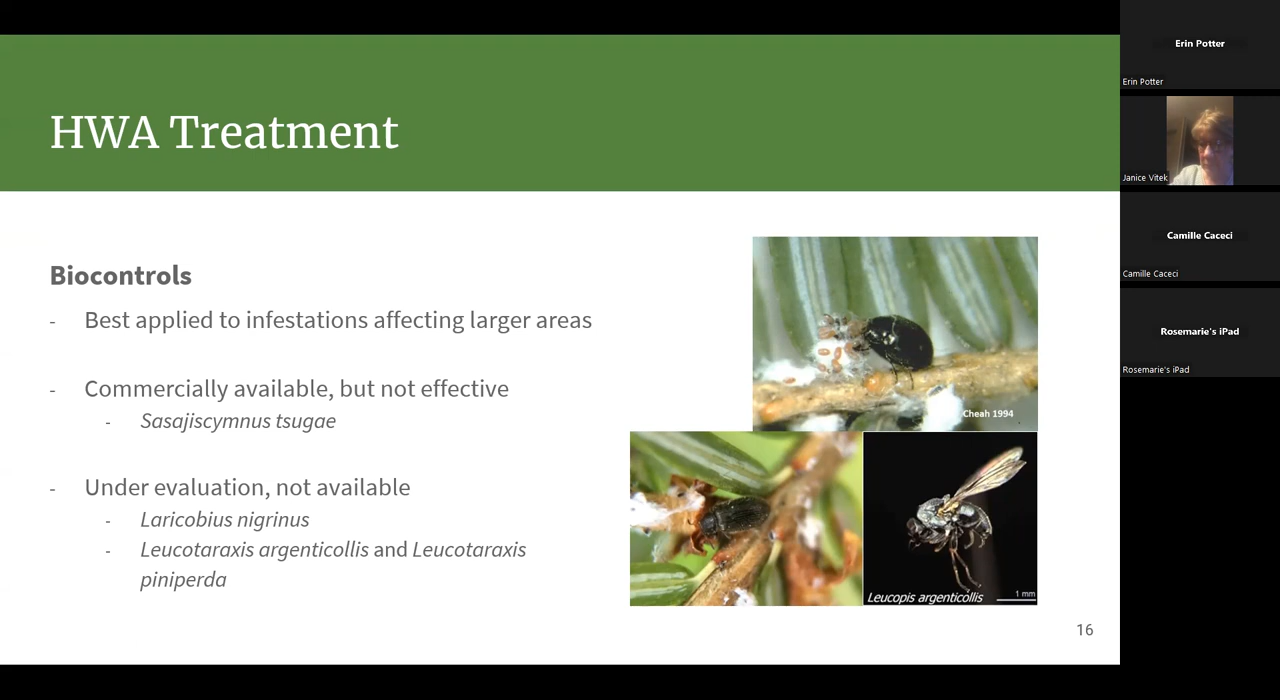 HWA Treatment
Biocontrols
- Best applied to infestations affecting larger areas
- Commercially available, but not effective
- Sasajiscymnus tsugae
- Under evaluation, not available
- Laricobius nigrinus
- Leucotaraxis argenticollis and Leucotaraxis
piniperda
Cheah 1994
Leucopis argenticollis
1 mm
16
Erin Potter
Erin Potter
Janice Vitek
Camille Caceci
Camille Caceci
Rosemarie's iPad
Rosemarie's iPad